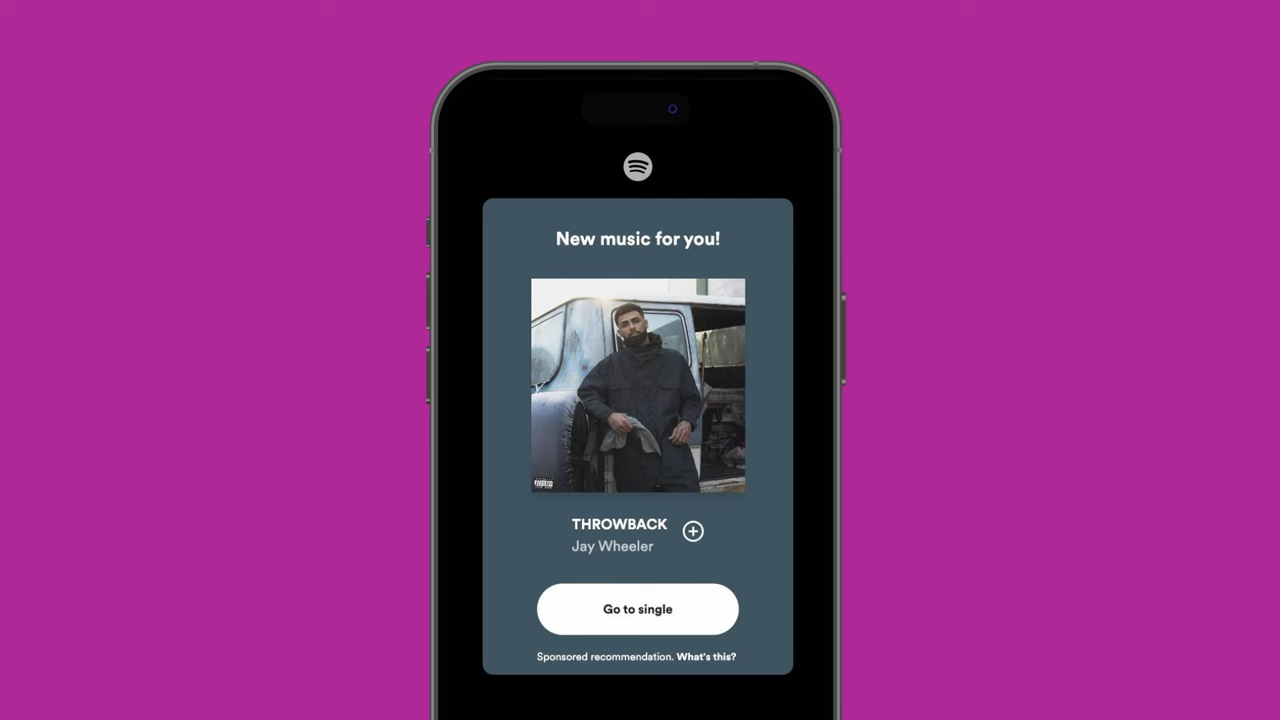 New music for you!
THROWBACK
Jay Wheeler
Go to single
Sponsored recommendation. What's this?